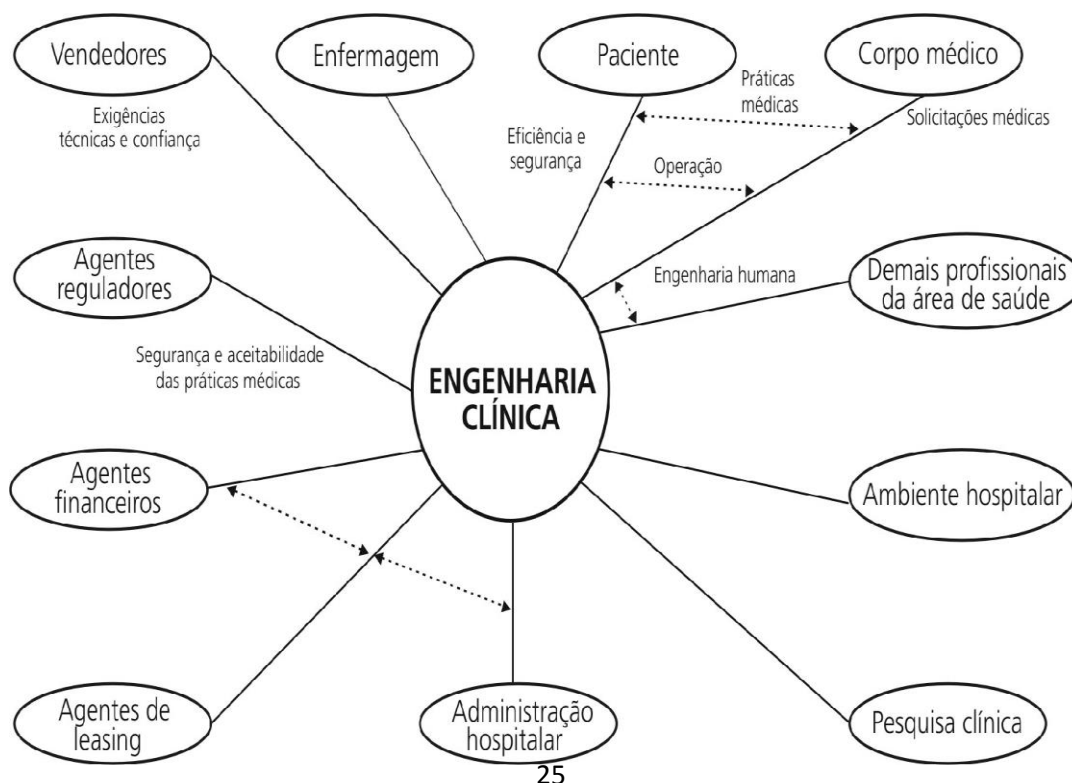 Vendedores
Enfermagem
Paciente
Corpo médico
Exigências
técnicas e confiança
Práticas
médicas
Solicitações médicas
Eficiência e
segurança
Operação
Agentes
reguladores
Engenharia humana
Demais profissionais
da área de saúde
Segurança e aceitabilidade
das práticas médicas
ENGENHARIA
CLÍNICA
Agentes
financeiros
Ambiente hospitalar
Agentes de
leasing
Administração
hospitalar
Pesquisa clínica
25